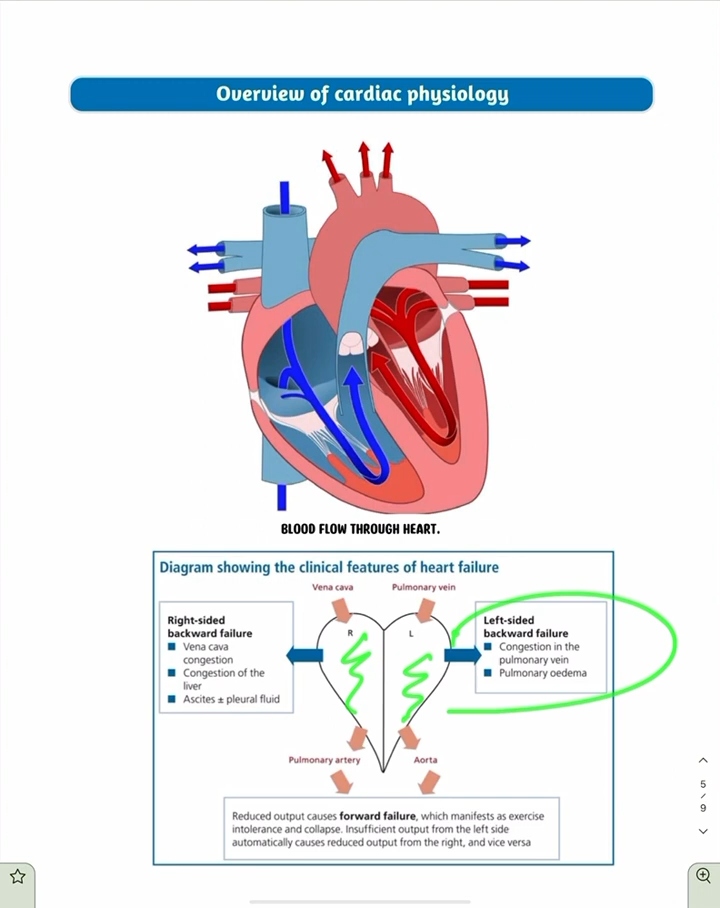 Overview of cardiac physiology
BLOOD FLOW THROUGH HEART.
Diagram showing the clinical features of heart failure
Vena cava
Pulmonary vein
Right-sided
backward failure
Vena cava
congestion
Congestion of the
liver
Ascites ± pleural fluid
R
L
Left-sided
backward failure
Congestion in the
pulmonary vein
Pulmonary oedema
Pulmonary artery
Aorta
Reduced output causes forward failure, which manifests as exercise
intolerance and collapse. Insufficient output from the left side
automatically causes reduced output from the right, and vice versa
5
/
9